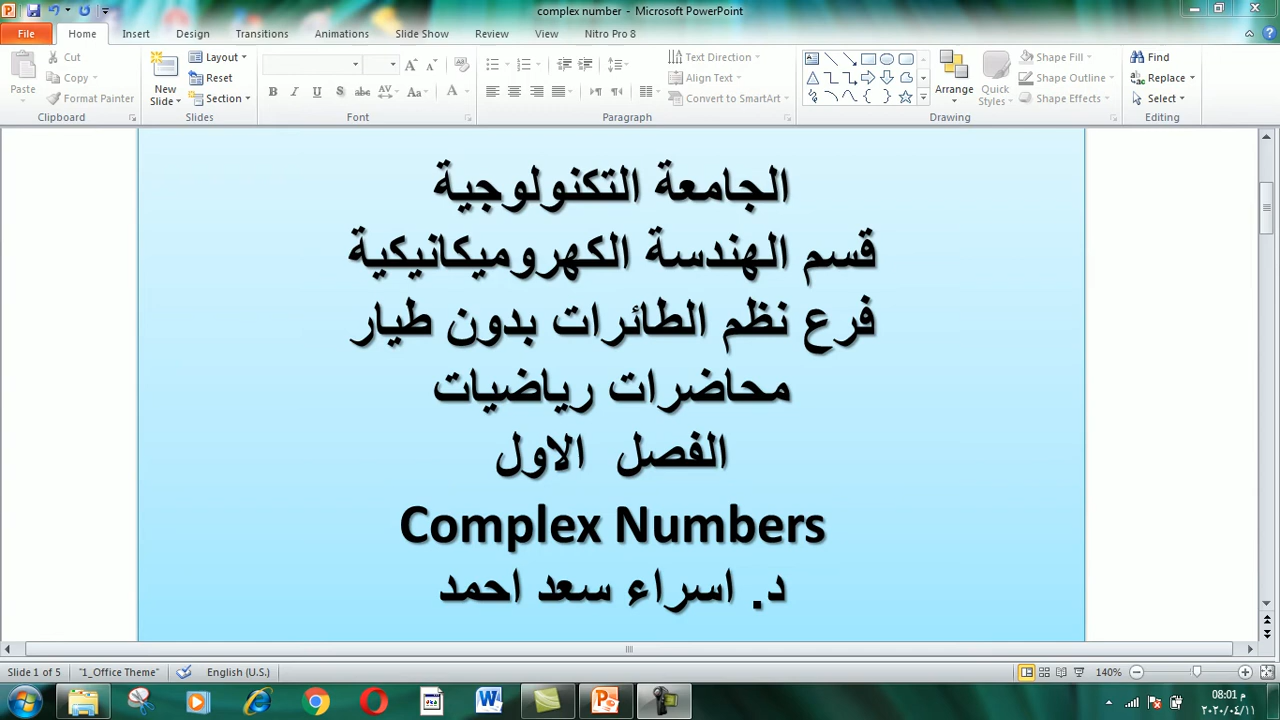 complex number - Microsoft PowerPoint
File Home Insert Design Transitions Animations Slide Show Review View Nitro Pro 8
Paste Cut Copy Format Painter Clipboard
New Slide Layout Reset Section Slides
B I U S abc AV Aa A Font
Text Direction Align Text Convert to SmartArt Paragraph
Arrange Quick Styles Shape Fill Shape Outline Shape Effects Drawing
Find Replace Select Editing
الجامعة التكنولوجية
قسم الهندسة الكهروميكانيكية
فرع نظم الطائرات بدون طيار
محاضرات رياضيات
الفصل الاول
Complex Numbers
د. اسراء سعد احمد
Slide 1 of 5 "1_Office Theme" English (U.S.) 140%
08:01 م
٢٠٢٠/٠٤/١١